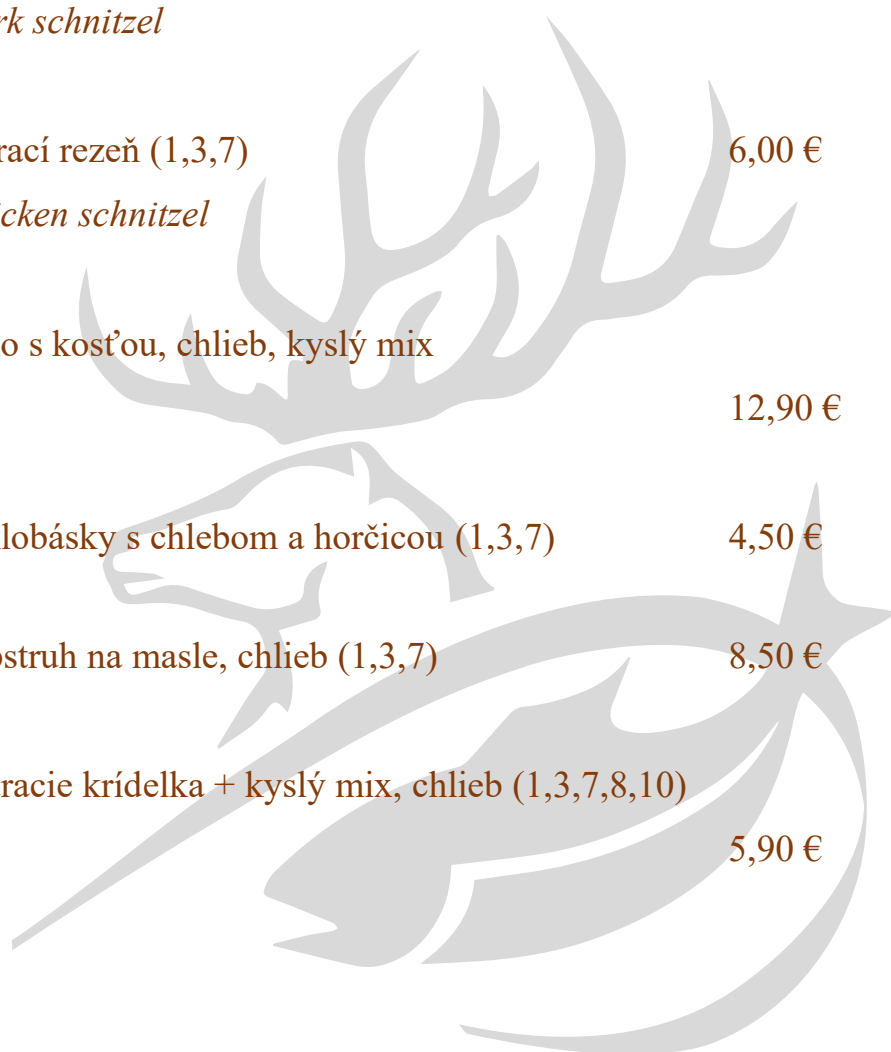 rk schnitzel
rací rezeň (1,3,7) 6,00 €
icken schnitzel
o s kosťou, chlieb, kyslý mix
12,90 €
lobásky s chlebom a horčicou (1,3,7) 4,50 €
struh na masle, chlieb (1,3,7) 8,50 €
racie krídelka + kyslý mix, chlieb (1,3,7,8,10)
5,90 €